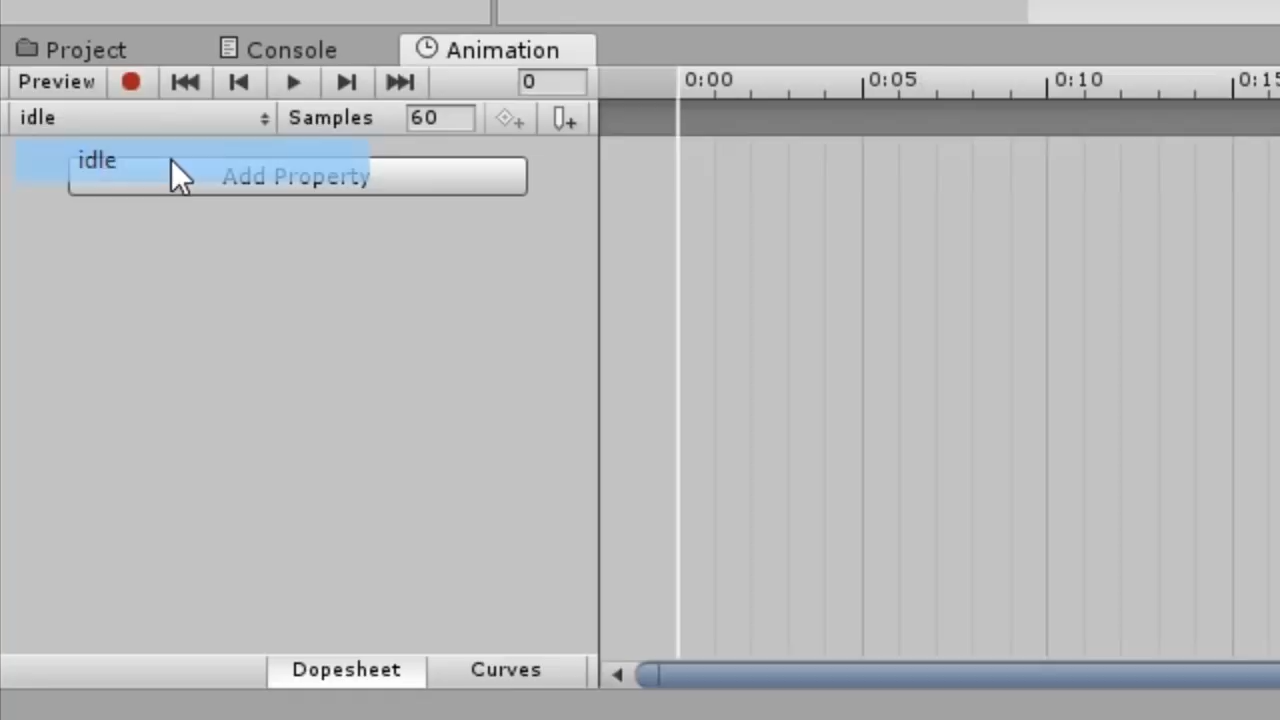 Project Console Animation
Preview 0 0:00 0:05 0:10 0:15
idle Samples 60
idle
Add Property
Dopesheet Curves